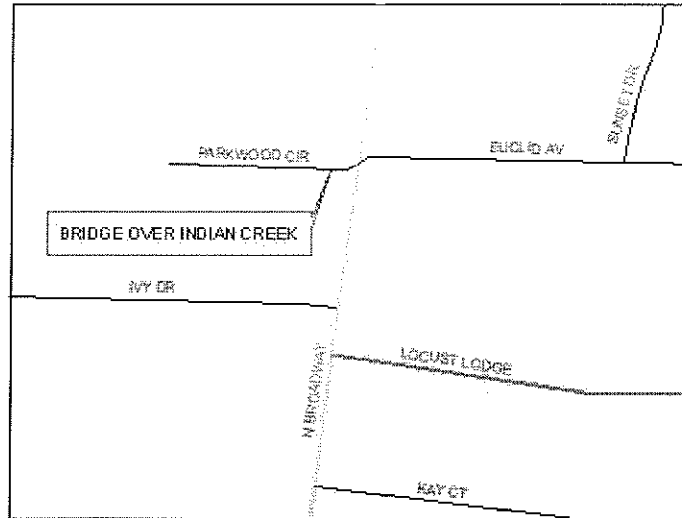 SUNSET DR
PARKWOOD CIR
EUCLID AV
BRIDGE OVER INDIAN CREEK
IVY DR
N BROADWAY
LOCUST LODGE
KAY CT